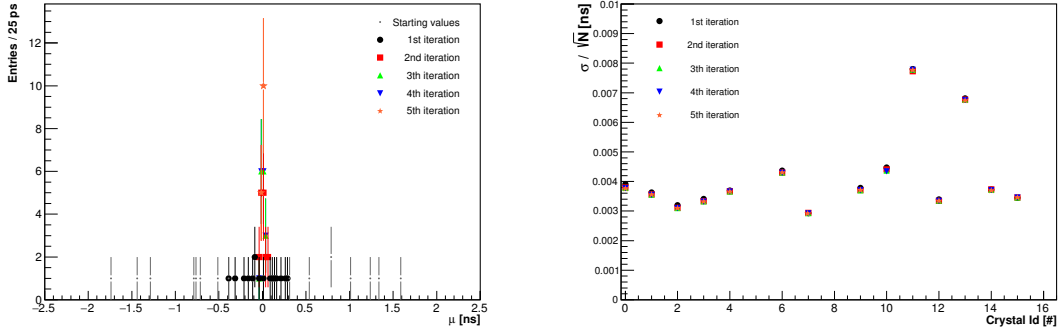 Entries / 25 ps
12
10
8
6
4
2
0
−2.5 −2 −1.5 −1 −0.5 0 0.5 1 1.5 2 2.5
μ [ns]
Starting values
1st iteration
2nd iteration
3th iteration
4th iteration
5th iteration
σ / √N [ns]
0.01
0.009
0.008
0.007
0.006
0.005
0.004
0.003
0.002
0.001
0
0 2 4 6 8 10 12 14 16
Crystal Id [#]
1st iteration
2nd iteration
3th iteration
4th iteration
5th iteration